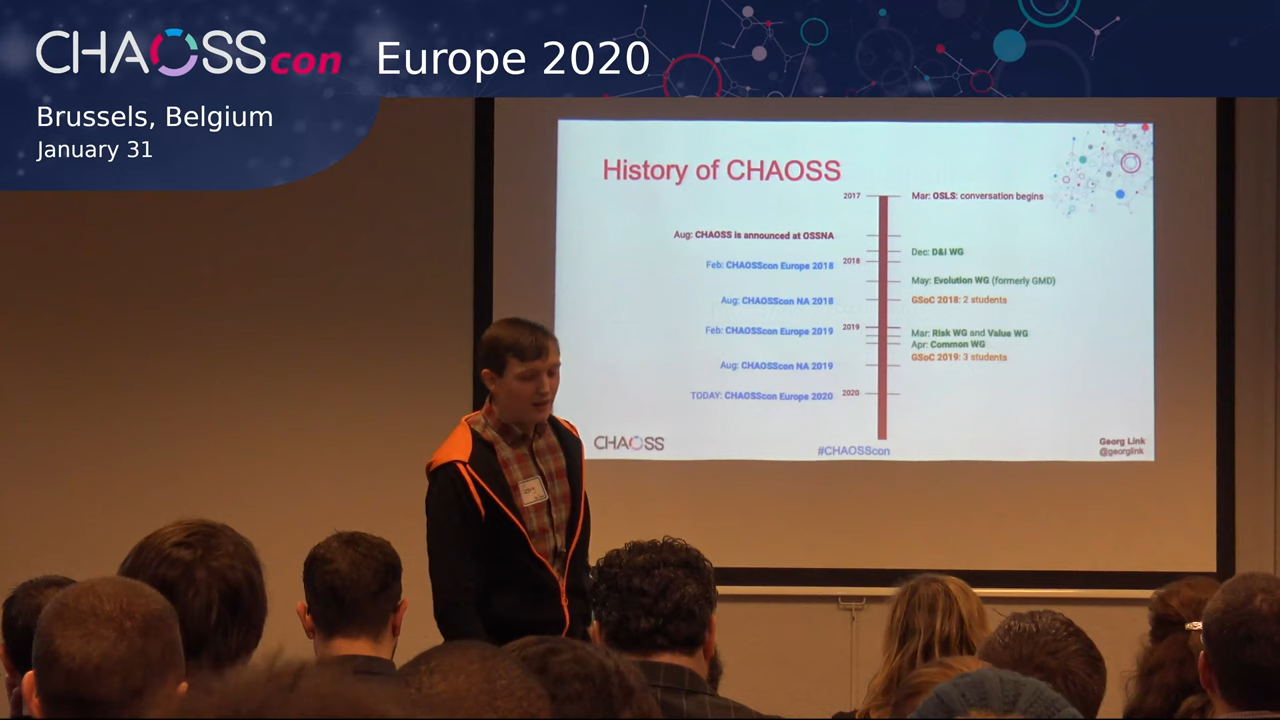 CHAOSScon Europe 2020
Brussels, Belgium
January 31
History of CHAOSS
2017
Mar: OSLS: conversation begins
Aug: CHAOSS is announced at OSSNA
Dec: D&I WG
2018
Feb: CHAOSScon Europe 2018
May: Evolution WG (formerly GMD)
Aug: CHAOSScon NA 2018
GSoC 2018: 2 students
2019
Feb: CHAOSScon Europe 2019
Mar: Risk WG and Value WG
Apr: Common WG
GSoC 2019: 3 students
Aug: CHAOSScon NA 2019
2020
TODAY: CHAOSScon Europe 2020
CHAOSS
#CHAOSScon
Georg Link
@georglink